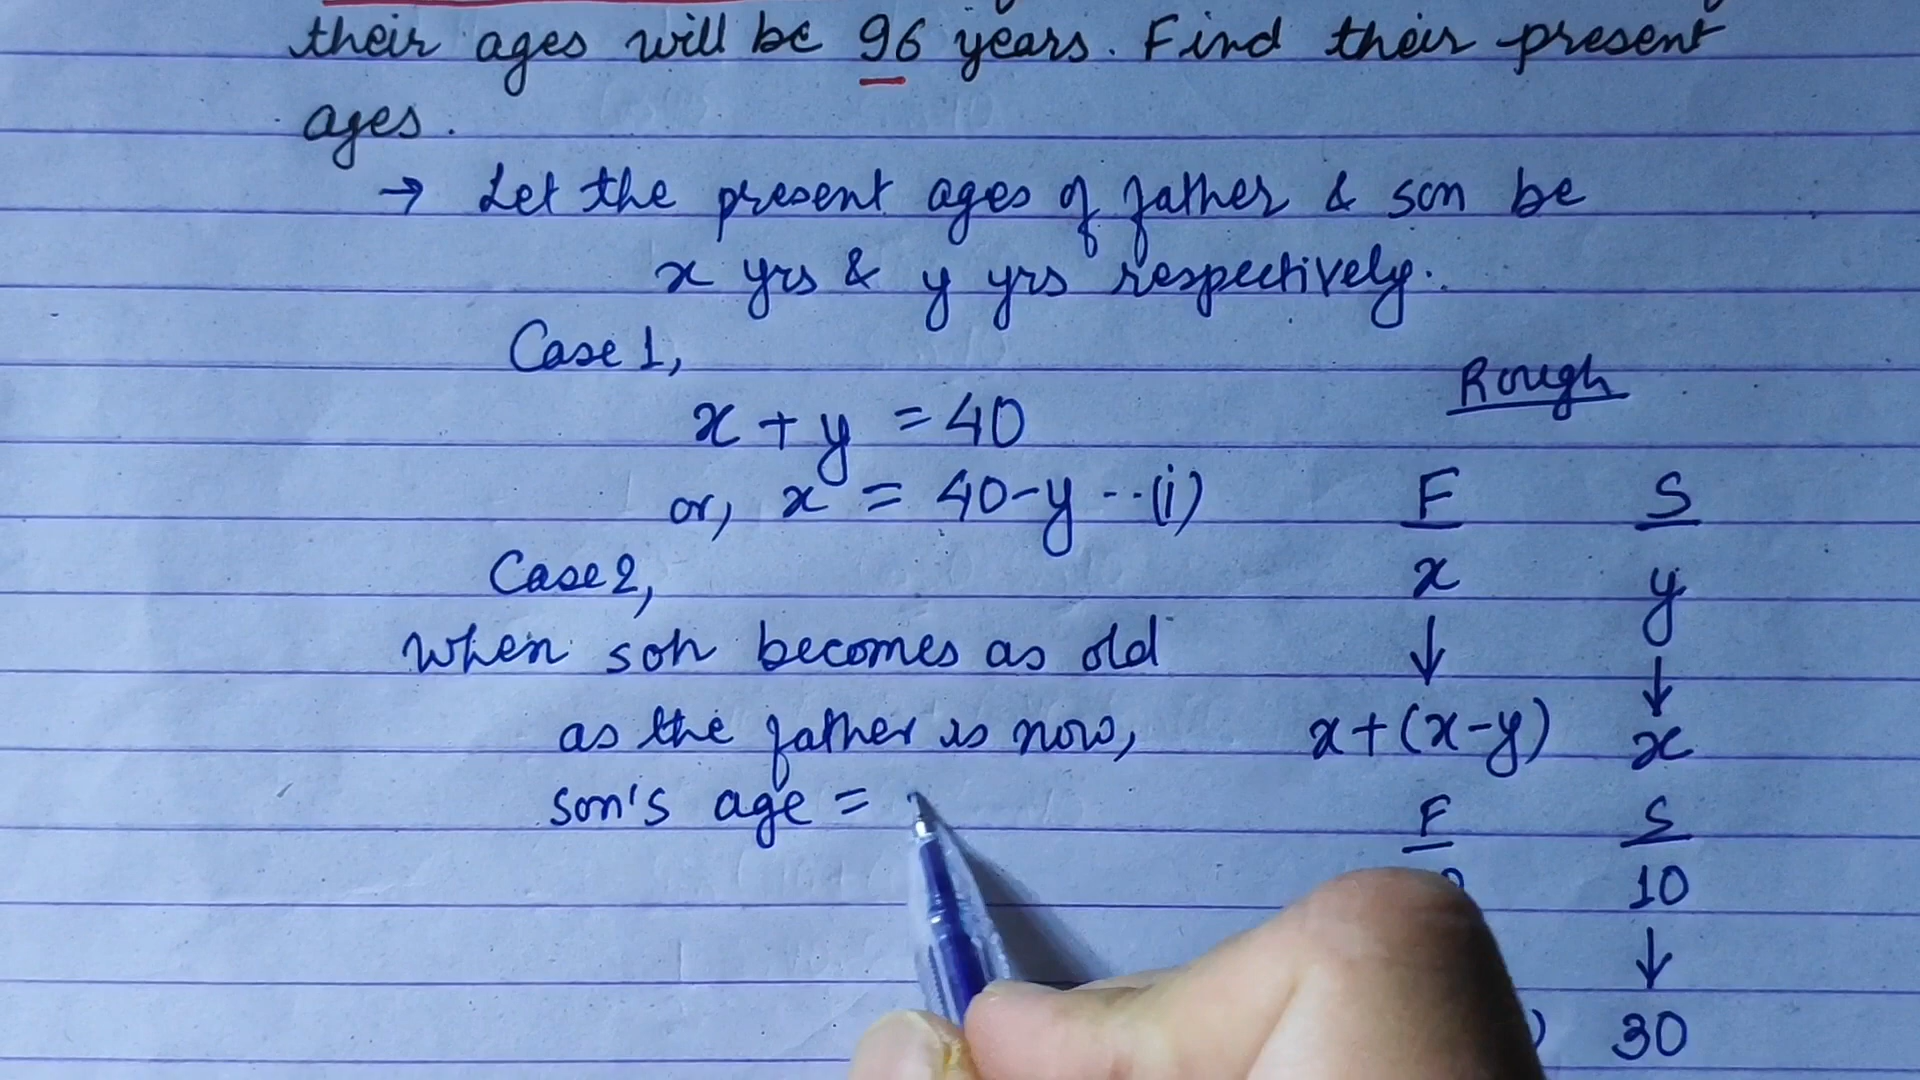 their ages will be 96 years. Find their present
ages.
→ Let the present ages of father & son be
x yrs & y yrs respectively.
Case 1,
x + y = 40
or, x = 40-y --(i)
Case 2,
when son becomes as old
as the father is now,
son's age =
Rough
F S
x y
↓ ↓
x+(x-y) x
F S
10
↓
30